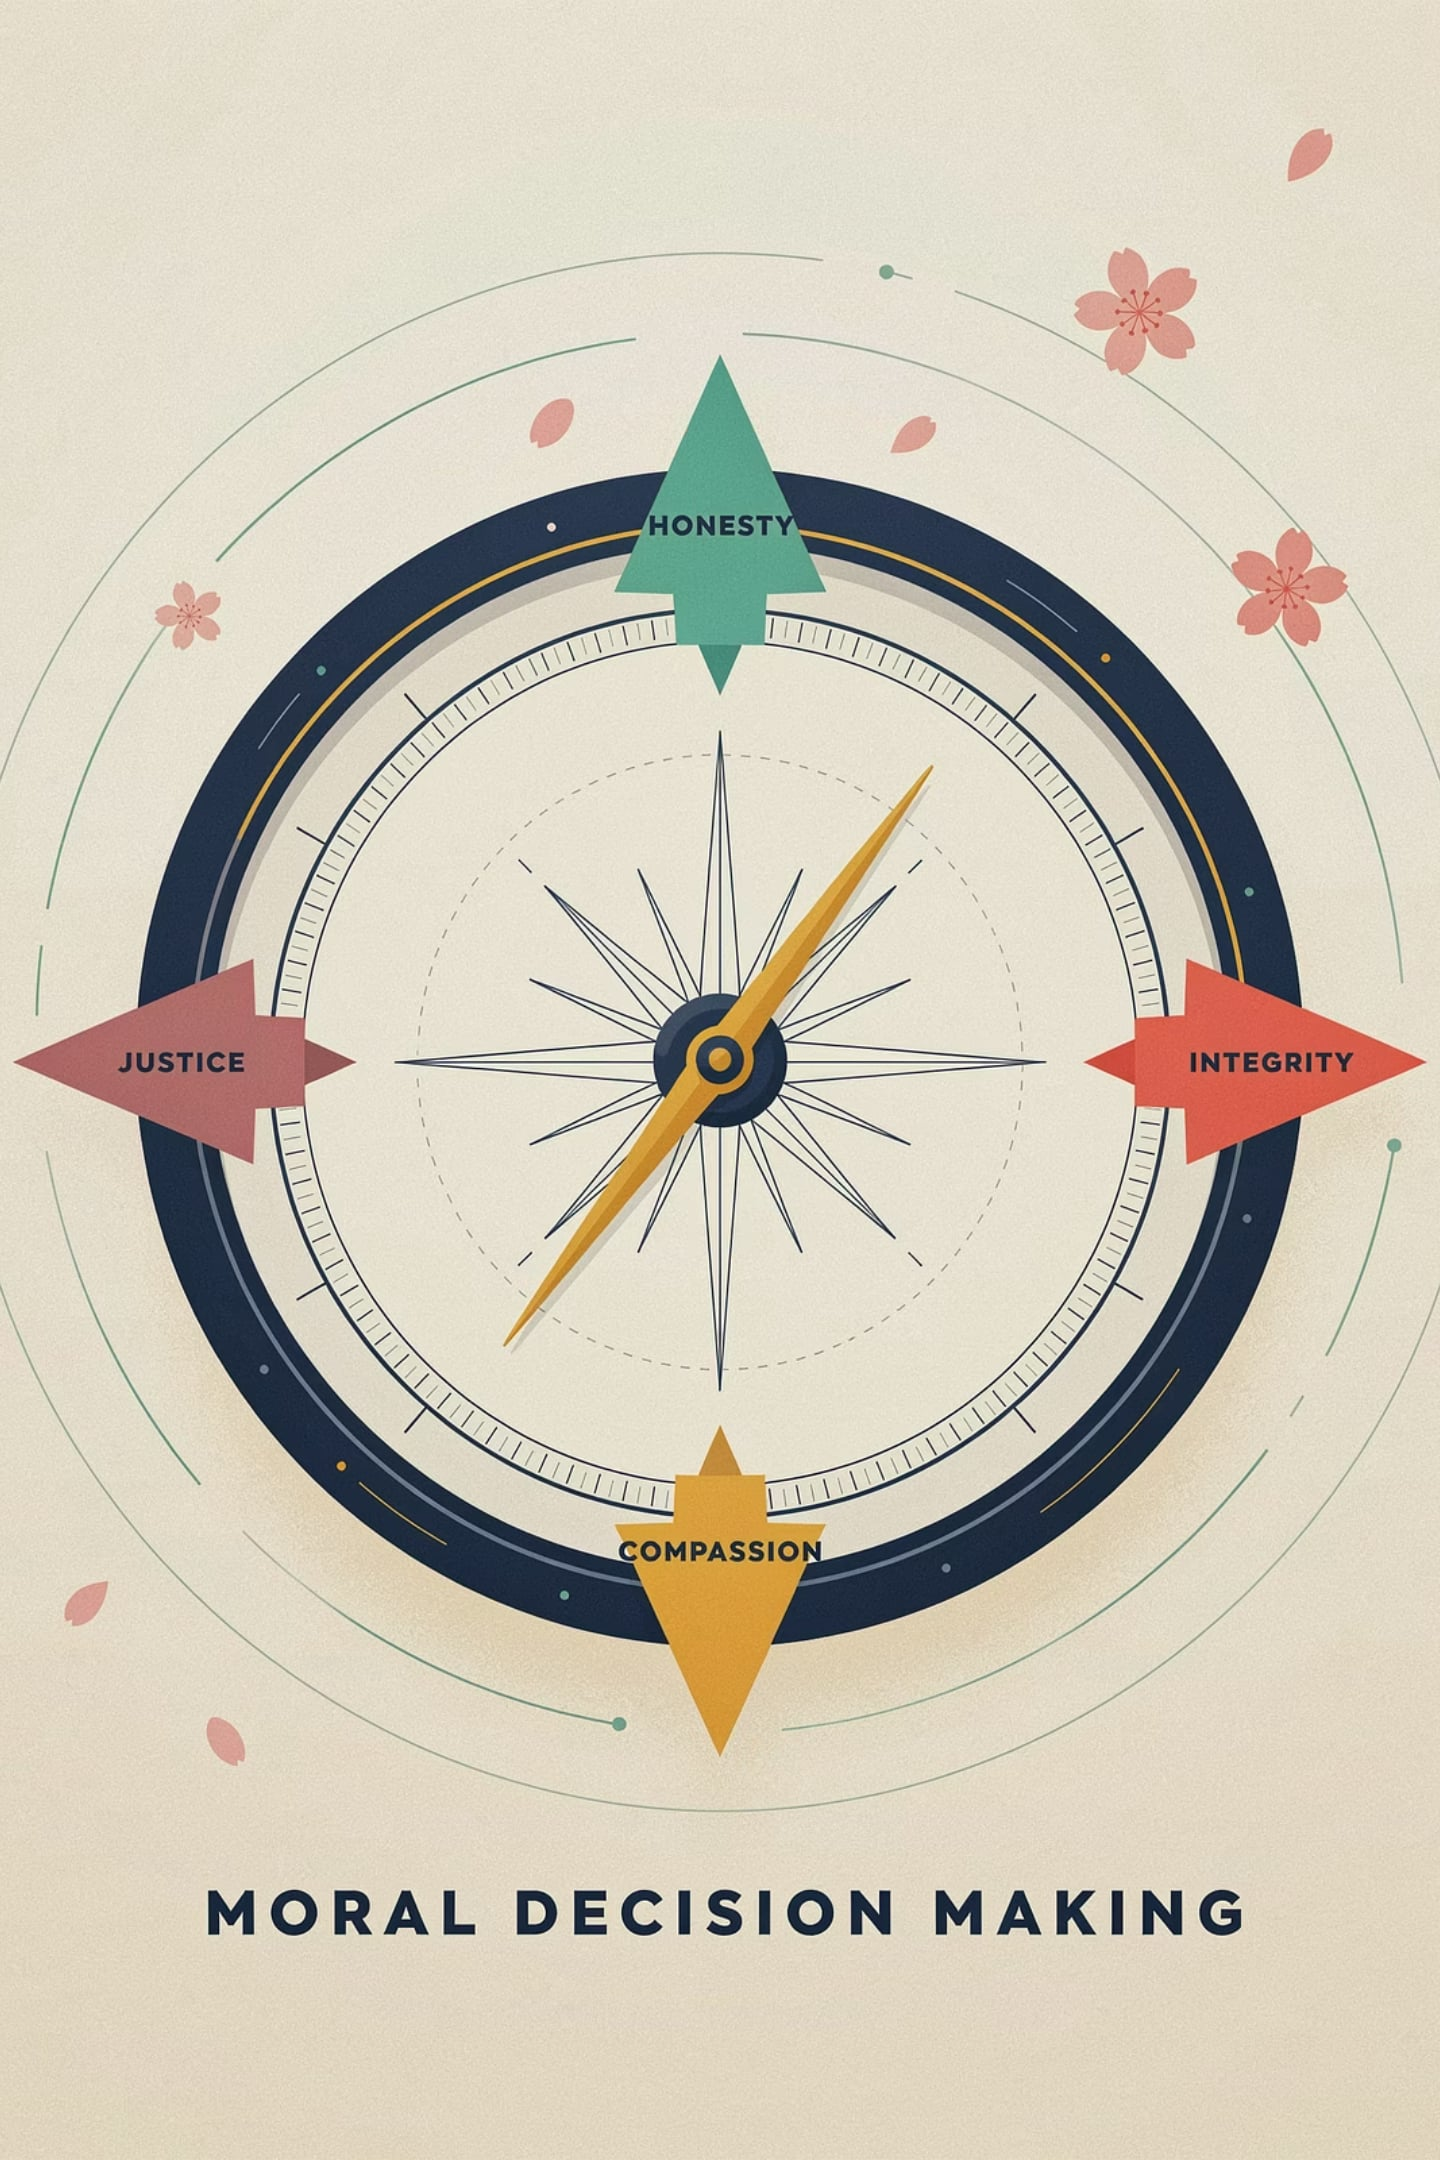 HONESTY
JUSTICE
INTEGRITY
COMPASSION
MORAL DECISION MAKING